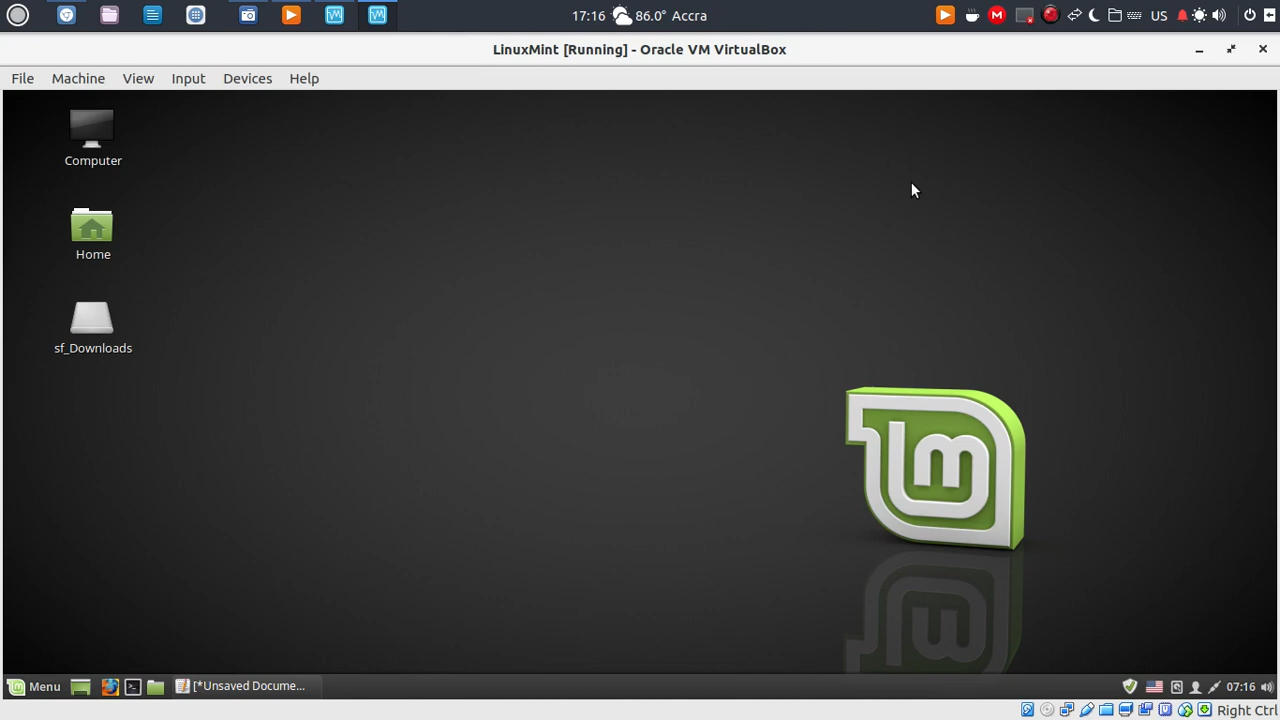 17:16 86.0° Accra
US
LinuxMint [Running] - Oracle VM VirtualBox
File Machine View Input Devices Help
Computer
Home
sf_Downloads
lm
Menu
[*Unsaved Docume...
07:16
Right Ctrl